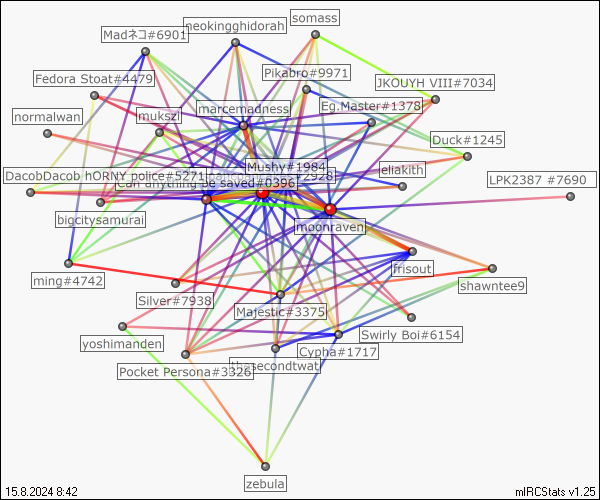 somass
neokingghidorah
Madネコ#6901
Pikabro#9971
Fedora Stoat#4479
JKOUYH VIII#7034
marcemadness
Eg.Master#1378
normalwan
mukszi
Duck#1245
Mushy#1984
eliakith
DacobDacob hORNY police#5271
#2928
LPK2387 #7690
Can anything be saved#0396
bigcitysamurai
moonraven
frisout
ming#4742
shawntee9
Silver#7938
Majestic#3375
Swirly Boi#6154
yoshimanden
Cypha#1717
thasecondtwat
Pocket Persona#3326
zebula
15.8.2024 8:42
mIRCStats v1.25